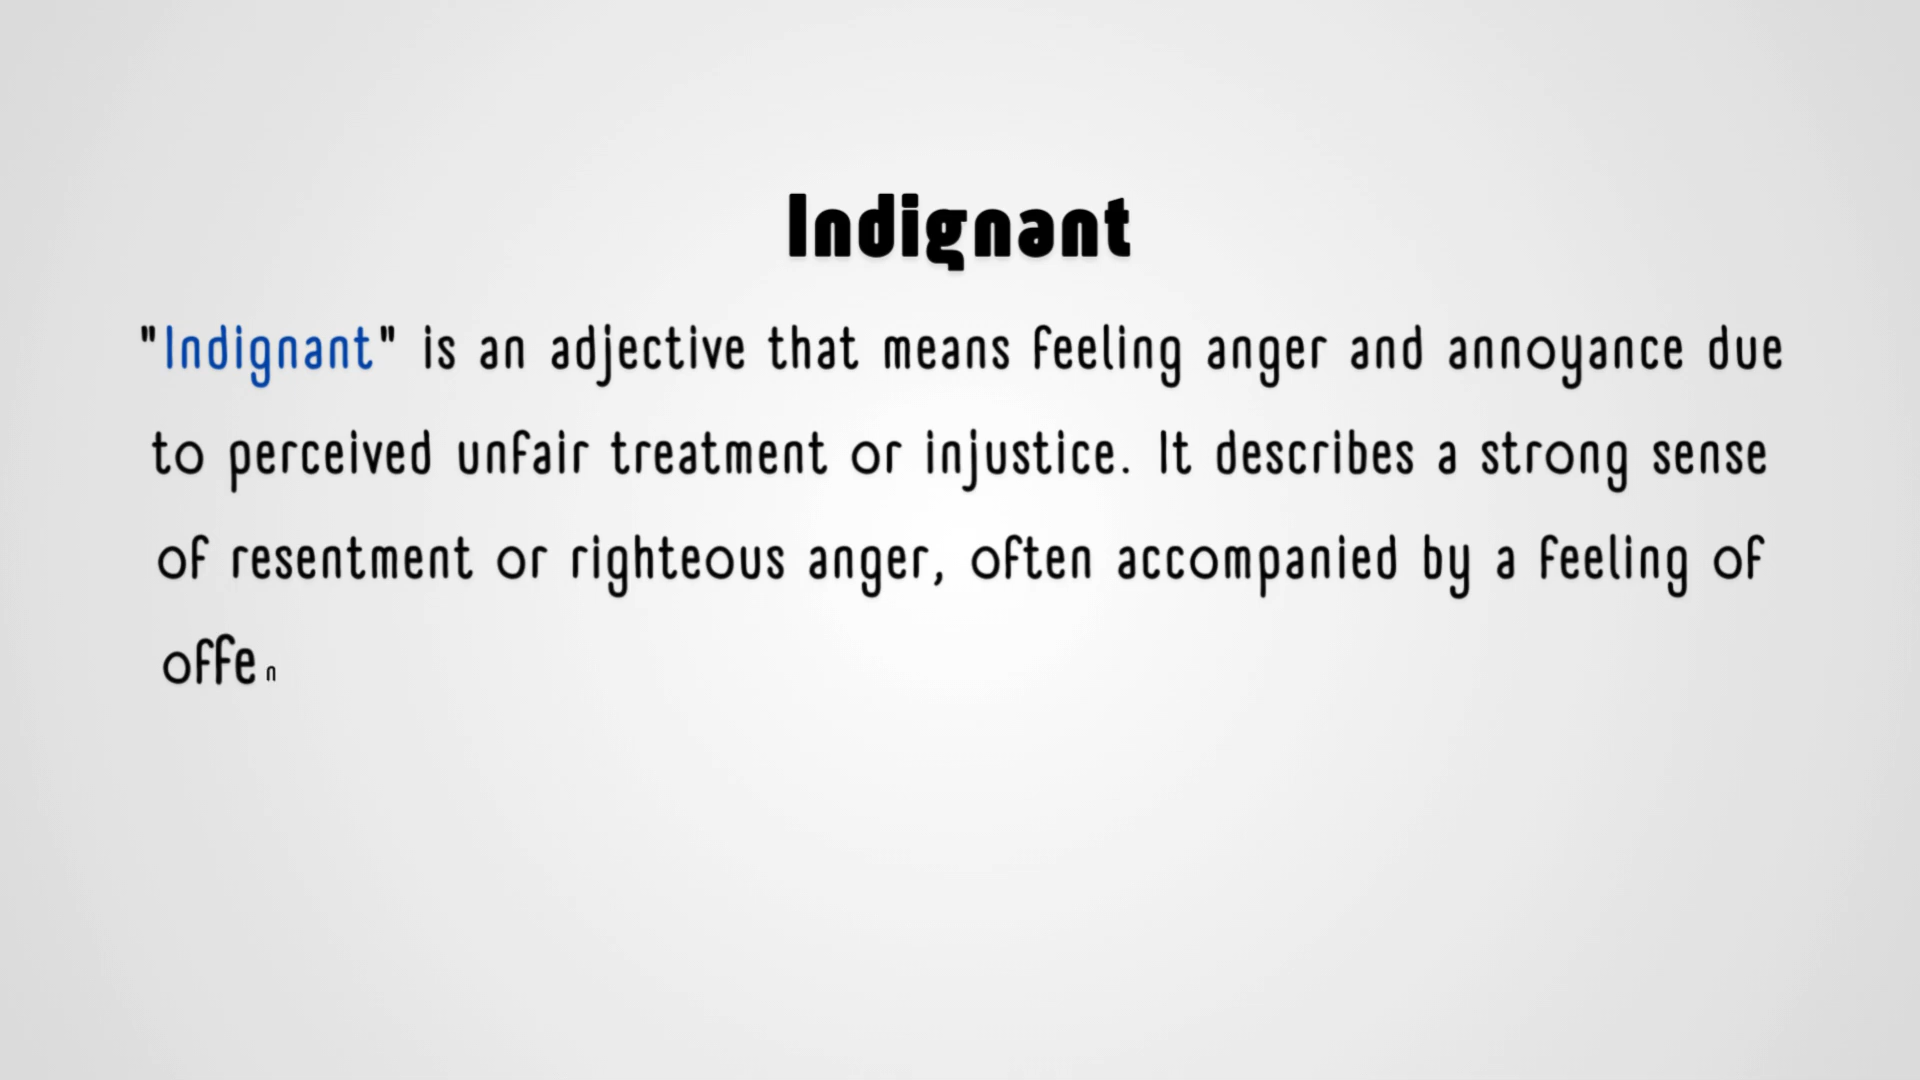 Indignant
"Indignant" is an adjective that means feeling anger and annoyance due
to perceived unfair treatment or injustice. It describes a strong sense
of resentment or righteous anger, often accompanied by a feeling of
offen